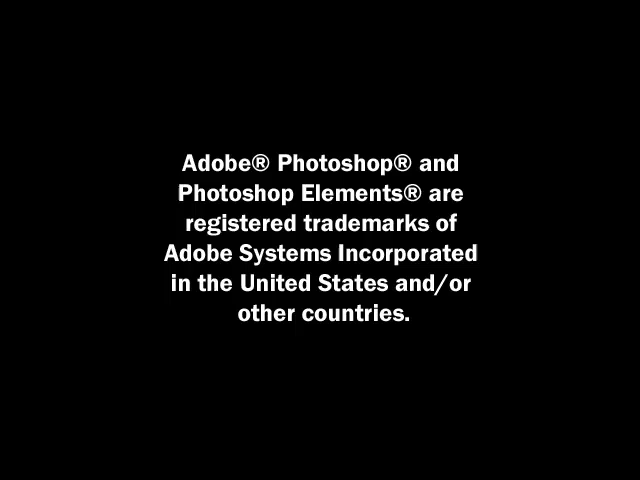 Adobe® Photoshop® and
Photoshop Elements® are
registered trademarks of
Adobe Systems Incorporated
in the United States and/or
other countries.